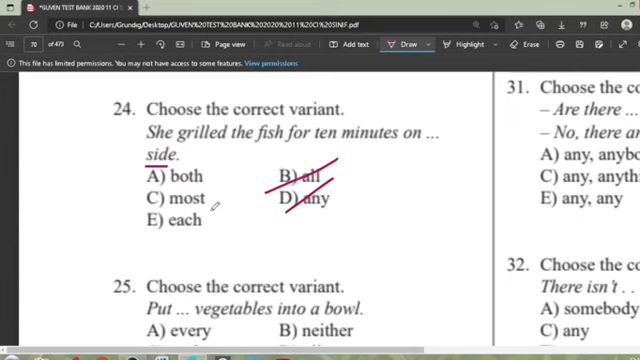 GUVEN TEST BANK 2020 11 CI S
File
C:/Users/Grundig/Desktop/GUVEN%20TEST%20BANK%202020%2011%20CI%20SINIF.pdf
70 of 473
Page view
Read aloud
Add text
Draw
Highlight
Erase
This file has limited permissions. You may not have access to some features. View permissions
24. Choose the correct variant.
She grilled the fish for ten minutes on ...
side.
A) both B) all
C) most D) any
E) each
25. Choose the correct variant.
Put ... vegetables into a bowl.
A) every B) neither
31. Choose the co
– Are there ...
– No, there ar
A) any, anybo
C) any, anyth
E) any, any
32. Choose the co
There isn't . .
A) somebody
C) any